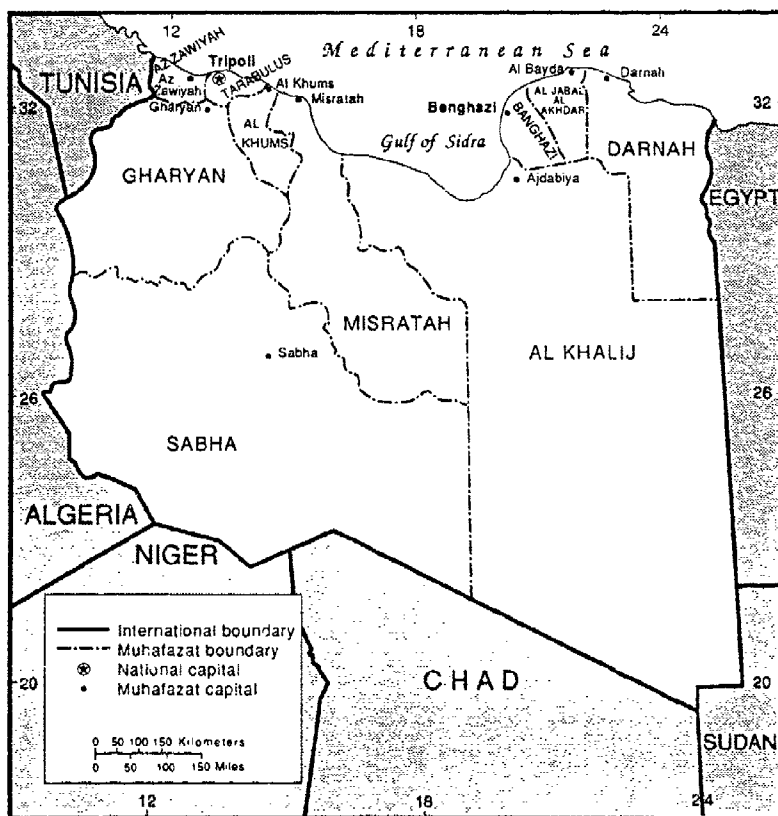 12
18
24
Mediterranean Sea
AZ ZAWIYAH
Tripoli
TUNISIA
Az
Zawiyah
TARABULUS
Al Khums
Al Bayda
Darnah
32
Gharyan
Misratah
Benghazi
AL JABAL
AL
AKHDAR
32
AL
KHUMS
Gulf of Sidra
BANGHAZI
DARNAH
GHARYAN
Ajdabiya
EGYPT
MISRATAH
AL KHALIJ
Sabha
26
26
SABHA
ALGERIA
NIGER
International boundary
Muhafazat boundary
National capital
Muhafazat capital
CHAD
20
20
SUDAN
0 50 100 150 Kilometers
0 50 100 150 Miles
12
18
24